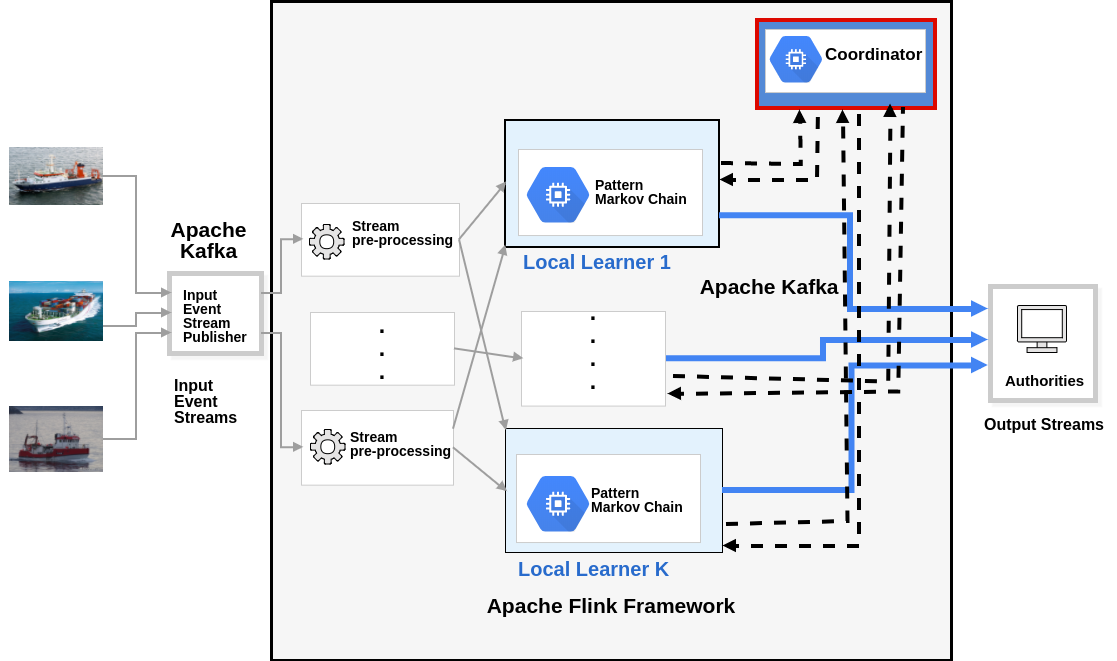 Coordinator
Apache
Kafka
Input
Event
Stream
Publisher
Input
Event
Streams
Stream
pre-processing
.
.
.
Stream
pre-processing
Pattern
Markov Chain
Local Learner 1
Apache Kafka
.
.
.
.
Pattern
Markov Chain
Local Learner K
Apache Flink Framework
Authorities
Output Streams